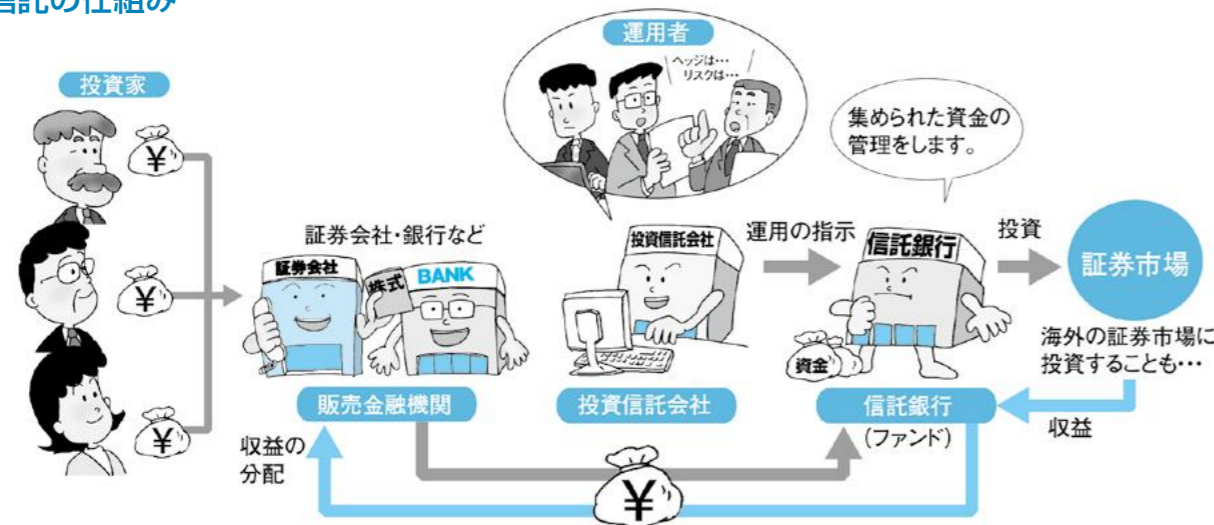 信託の仕組み
投資家
¥
¥
¥
証券会社・銀行など
証券会社
株式
BANK
販売金融機関
運用者
ヘッジは…
リスクは…
投資信託会社
投資信託会社
運用の指示
集められた資金の
管理をします。
信託銀行
資金
信託銀行
(ファンド)
投資
証券市場
海外の証券市場に
投資することも…
収益
収益の
分配
¥